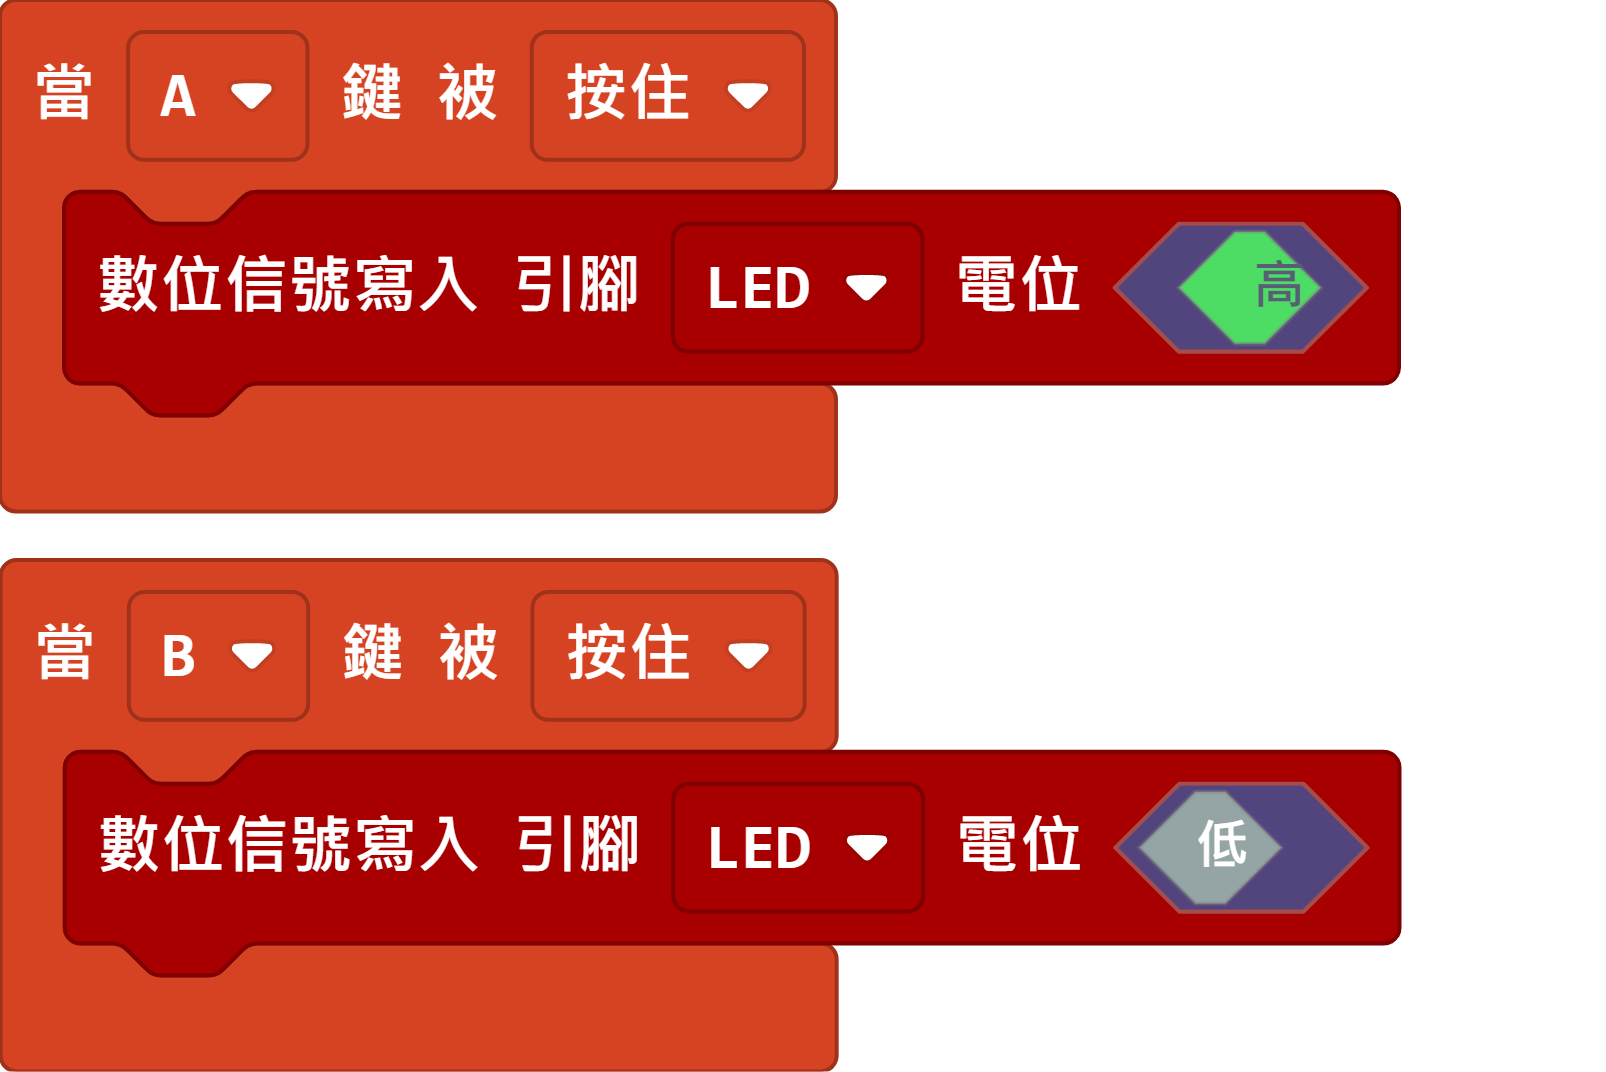 當 A 鍵 被 按住
數位信號寫入 引腳 LED 電位 高
當 B 鍵 被 按住
數位信號寫入 引腳 LED 電位 低